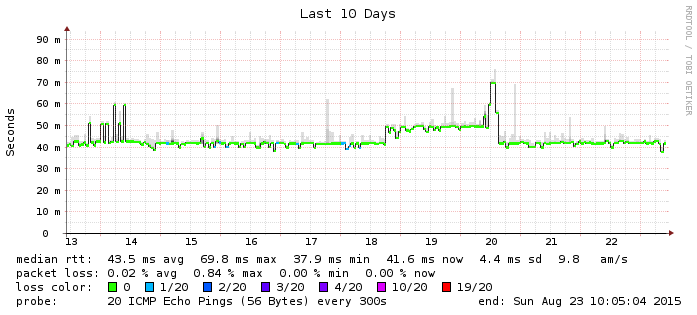 Last 10 Days
RRDTOOL / TOBI OETIKER
Seconds
90 m
80 m
70 m
60 m
50 m
40 m
30 m
20 m
10 m
0
13 14 15 16 17 18 19 20 21 22
median rtt: 43.5 ms avg 69.8 ms max 37.9 ms min 41.6 ms now 4.4 ms sd 9.8 am/s
packet loss: 0.02 % avg 0.84 % max 0.00 % min 0.00 % now
loss color: 0 1/20 2/20 3/20 4/20 10/20 19/20
probe: 20 ICMP Echo Pings (56 Bytes) every 300s end: Sun Aug 23 10:05:04 2015